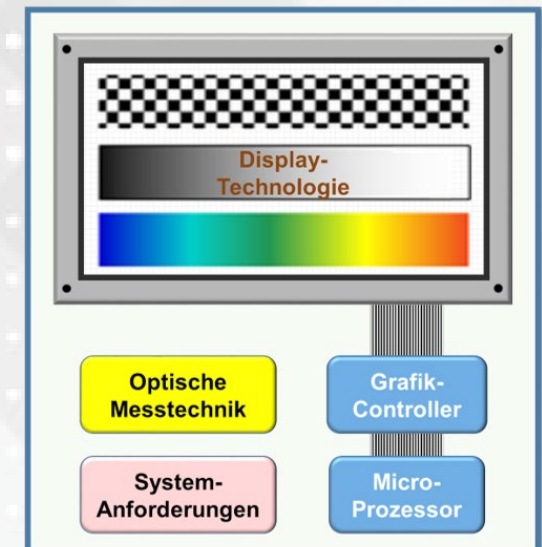 Display-
Technologie
Optische
Messtechnik
Grafik-
Controller
System-
Anforderungen
Micro-
Prozessor